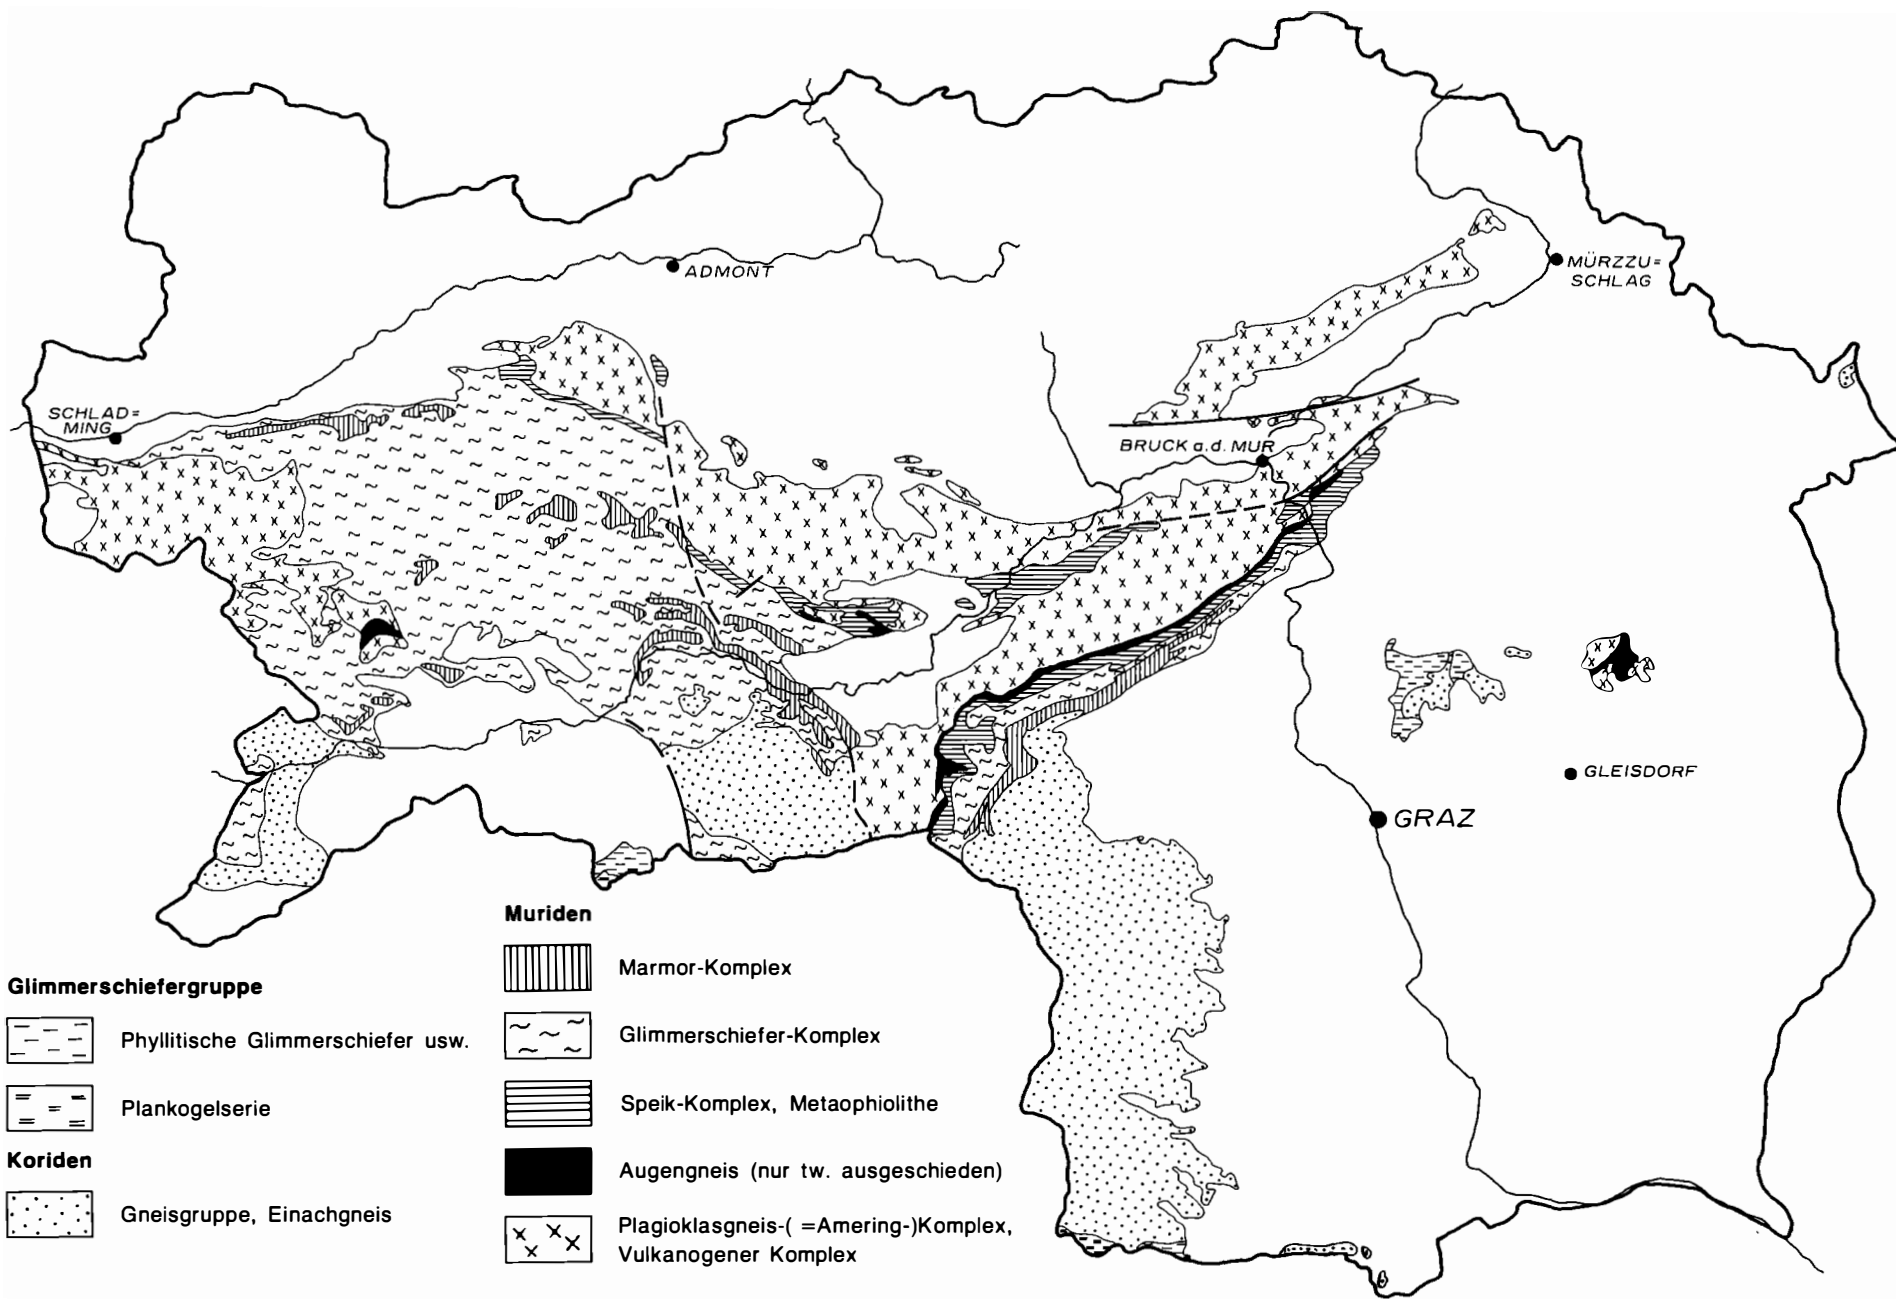 ADMONT
MÜRZZU=
SCHLAG
SCHLAD=
MING
BRUCK a.d. MUR
GLEISDORF
GRAZ
Glimmerschiefergruppe
Phyllitische Glimmerschiefer usw.
Plankogelserie
Koriden
Gneisgruppe, Einachgneis
Muriden
Marmor-Komplex
Glimmerschiefer-Komplex
Speik-Komplex, Metaophiolithe
Augengneis (nur tw. ausgeschieden)
Plagioklasgneis-( =Amering-)Komplex,
Vulkanogener Komplex